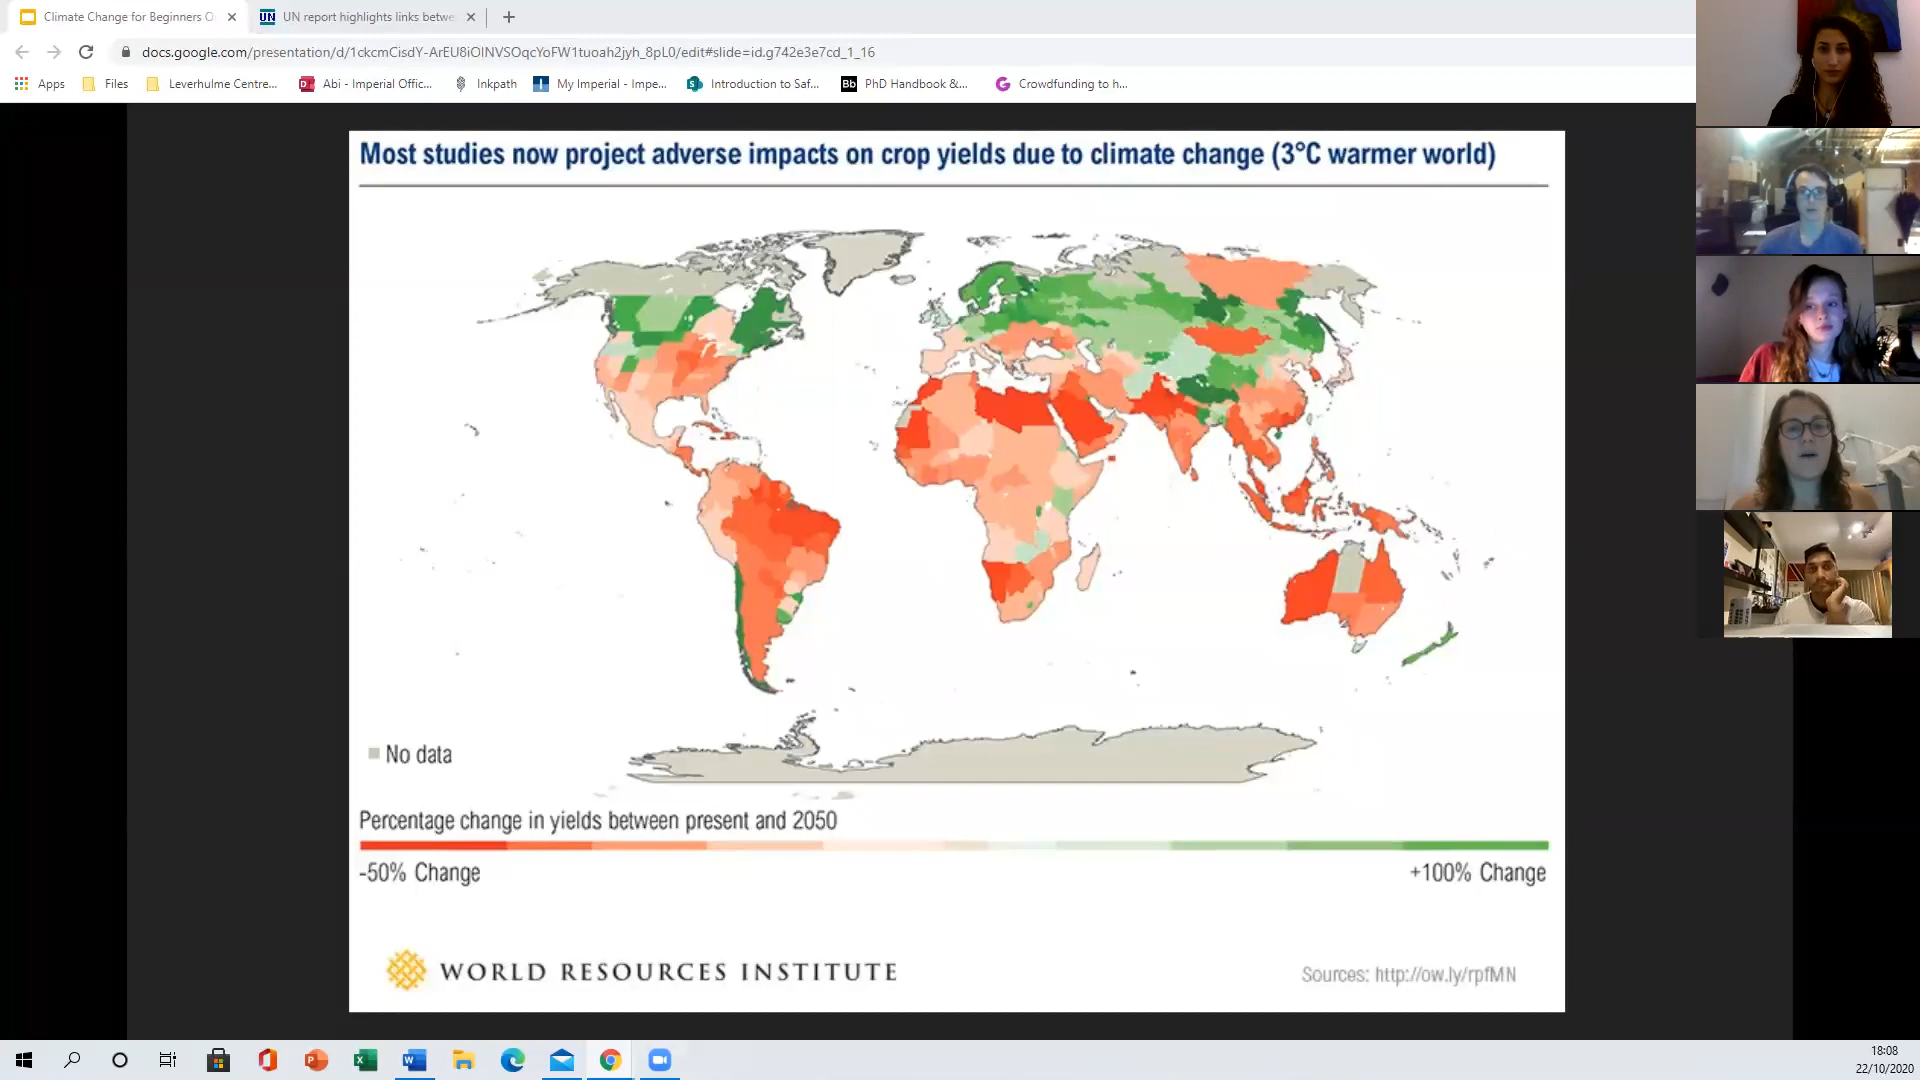 Climate Change for Beginners O
UN report highlights links betwe
docs.google.com/presentation/d/1ckcmCisdY-ArEU8iOlNVSOqcYoFW1tuoah2jyh_8pL0/edit#slide=id.g742e3e7cd_1_16
Apps
Files
Leverhulme Centre...
Abi - Imperial Offic...
Inkpath
My Imperial - Impe...
Introduction to Saf...
Bb
PhD Handbook &...
Crowdfunding to h...
Most studies now project adverse impacts on crop yields due to climate change (3°C warmer world)
No data
Percentage change in yields between present and 2050
-50% Change
+100% Change
WORLD RESOURCES INSTITUTE
Sources: http://ow.ly/rpfMN
18:08
22/10/2020